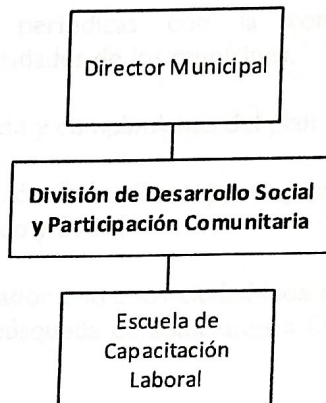 Director Municipal
División de Desarrollo Social
y Participación Comunitaria
Escuela de
Capacitación
Laboral